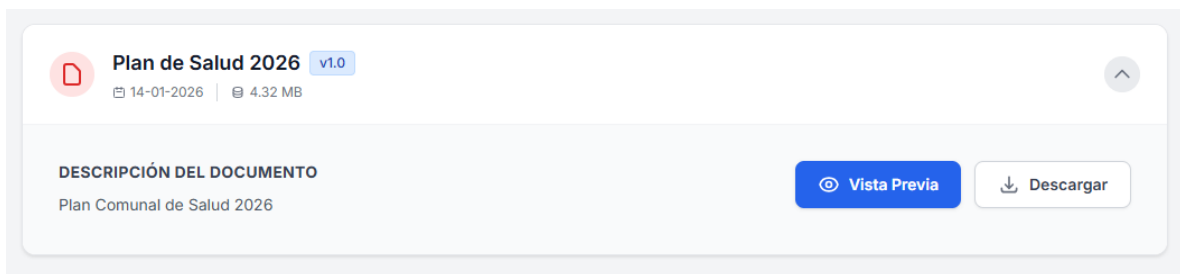 Plan de Salud 2026 v1.0
14-01-2026 4.32 MB
DESCRIPCIÓN DEL DOCUMENTO
Plan Comunal de Salud 2026
Vista Previa
Descargar